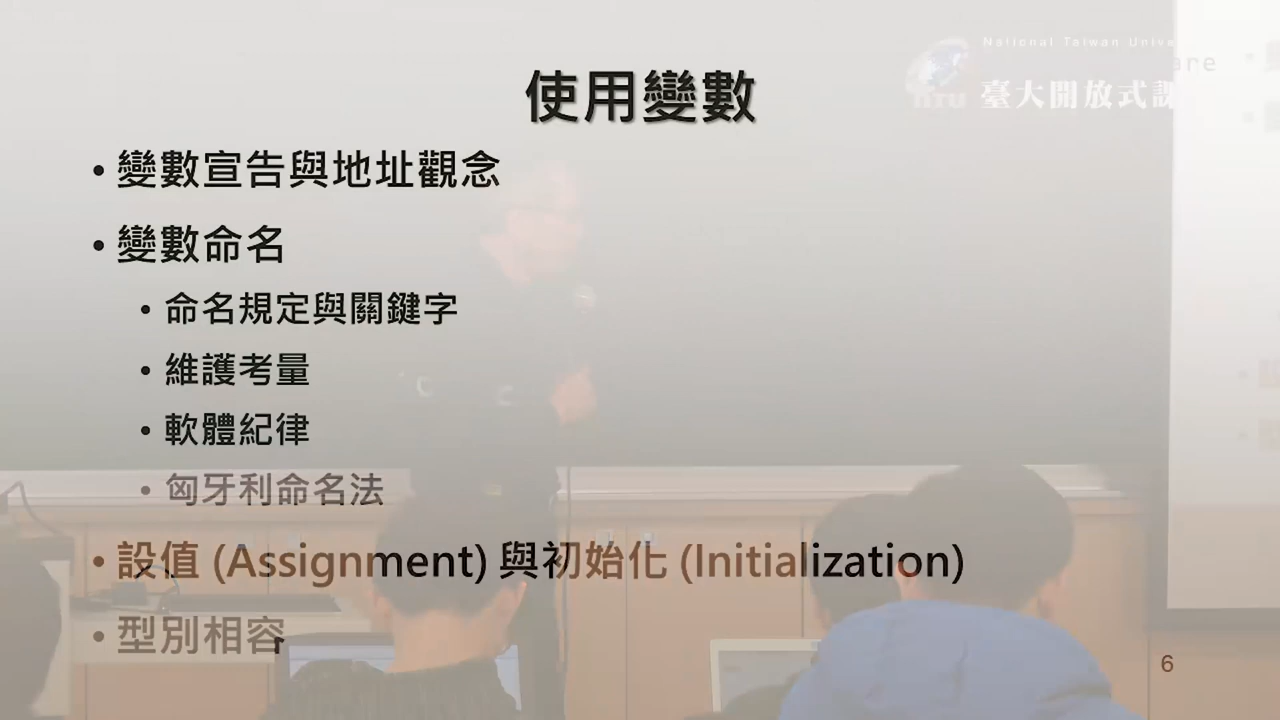 National Taiwan Unive
are
臺大開放式課
使用變數
• 變數宣告與地址觀念
• 變數命名
• 命名規定與關鍵字
• 維護考量
• 軟體紀律
• 匈牙利命名法
• 設值 (Assignment) 與初始化 (Initialization)
• 型別相容
6